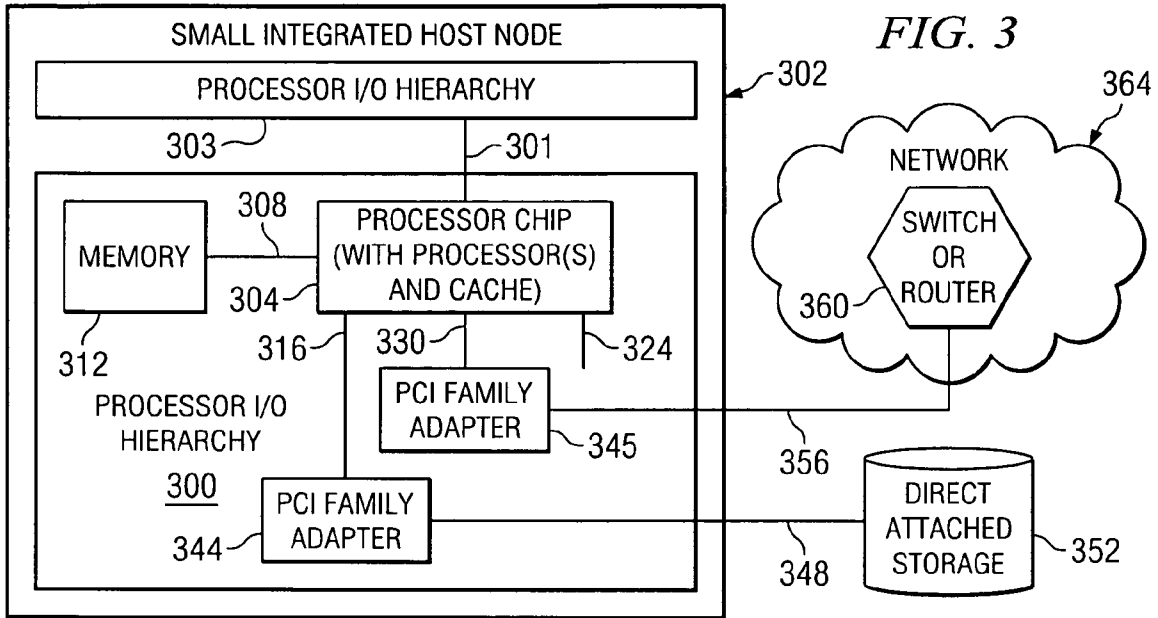 FIG. 3
SMALL INTEGRATED HOST NODE
PROCESSOR I/O HIERARCHY
302
303
301
364
NETWORK
SWITCH
OR
ROUTER
360
308
MEMORY
PROCESSOR CHIP
(WITH PROCESSOR(S)
AND CACHE)
304
312
316
330
324
PROCESSOR I/O
HIERARCHY
300
PCI FAMILY
ADAPTER
345
356
PCI FAMILY
ADAPTER
344
348
DIRECT
ATTACHED
STORAGE
352